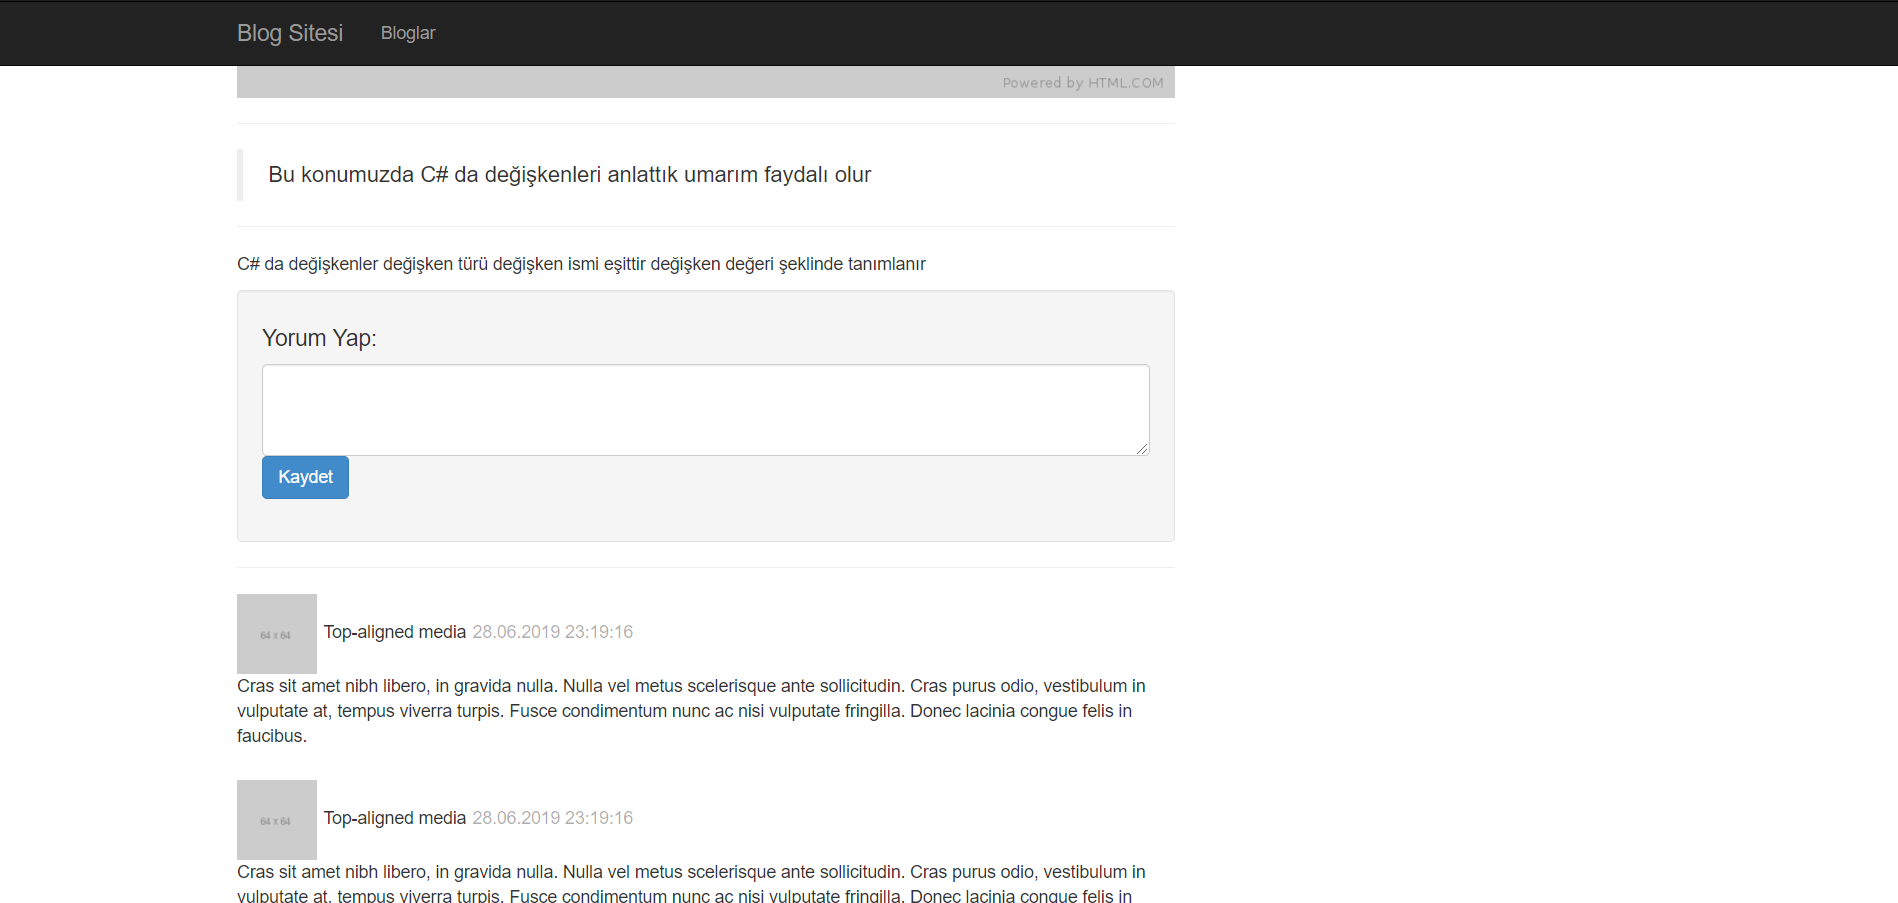 Blog Sitesi Bloglar
Powered by HTML.COM
Bu konumuzda C# da değişkenleri anlattık umarım faydalı olur
C# da değişkenler değişken türü değişken ismi eşittir değişken değeri şeklinde tanımlanır
Yorum Yap:
Kaydet
64 x 64
Top-aligned media 28.06.2019 23:19:16
Cras sit amet nibh libero, in gravida nulla. Nulla vel metus scelerisque ante sollicitudin. Cras purus odio, vestibulum in
vulputate at, tempus viverra turpis. Fusce condimentum nunc ac nisi vulputate fringilla. Donec lacinia congue felis in
faucibus.
64 x 64
Top-aligned media 28.06.2019 23:19:16
Cras sit amet nibh libero, in gravida nulla. Nulla vel metus scelerisque ante sollicitudin. Cras purus odio, vestibulum in
vulputate at, tempus viverra turpis. Fusce condimentum nunc ac nisi vulputate fringilla. Donec lacinia congue felis in